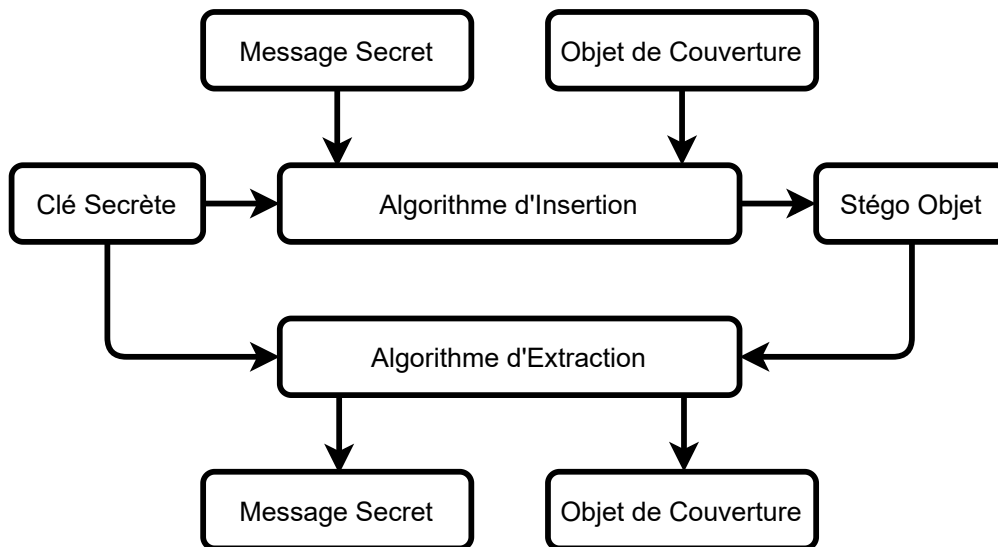 Message Secret
Objet de Couverture
Clé Secrète
Algorithme d'Insertion
Stégo Objet
Algorithme d'Extraction
Message Secret
Objet de Couverture